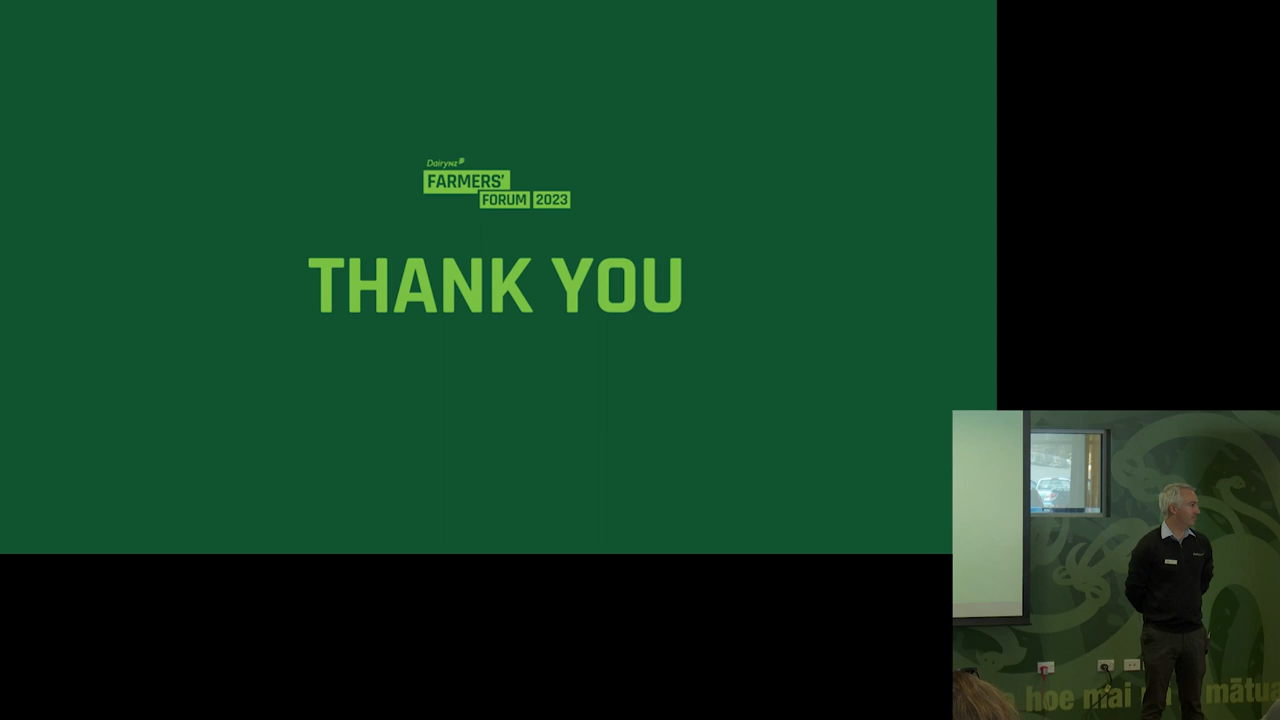 DairyNZ
FARMERS'
FORUM 2023
THANK YOU
hoe mai
mātua